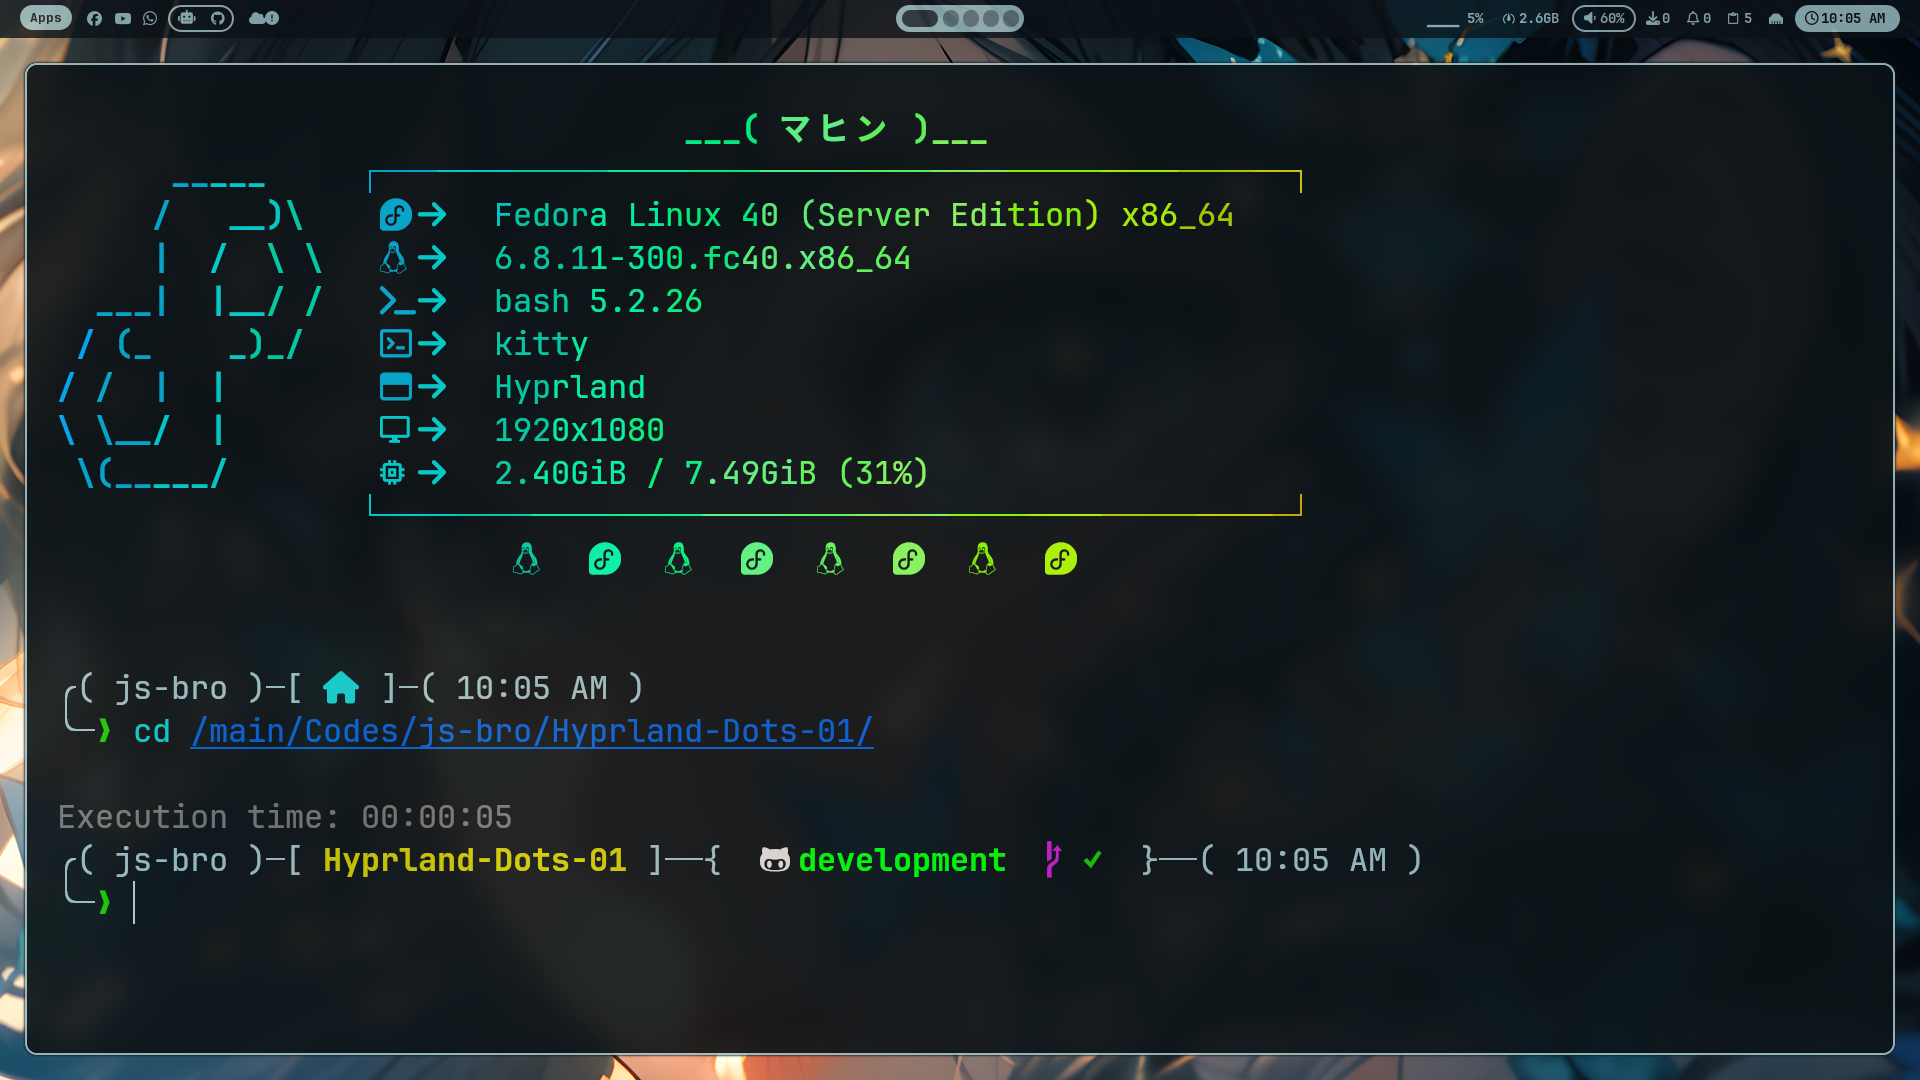 Apps 5% 2.6GB 60% 0 0 5 10:05 AM
___( マヒン )___
Fedora Linux 40 (Server Edition) x86_64
6.8.11-300.fc40.x86_64
bash 5.2.26
kitty
Hyprland
1920x1080
2.40GiB / 7.49GiB (31%)
( js-bro )─[ ]─( 10:05 AM )
❱ cd /main/Codes/js-bro/Hyprland-Dots-01/
Execution time: 00:00:05
( js-bro )─[ Hyprland-Dots-01 ]──{ development ✓ }──( 10:05 AM )
❱